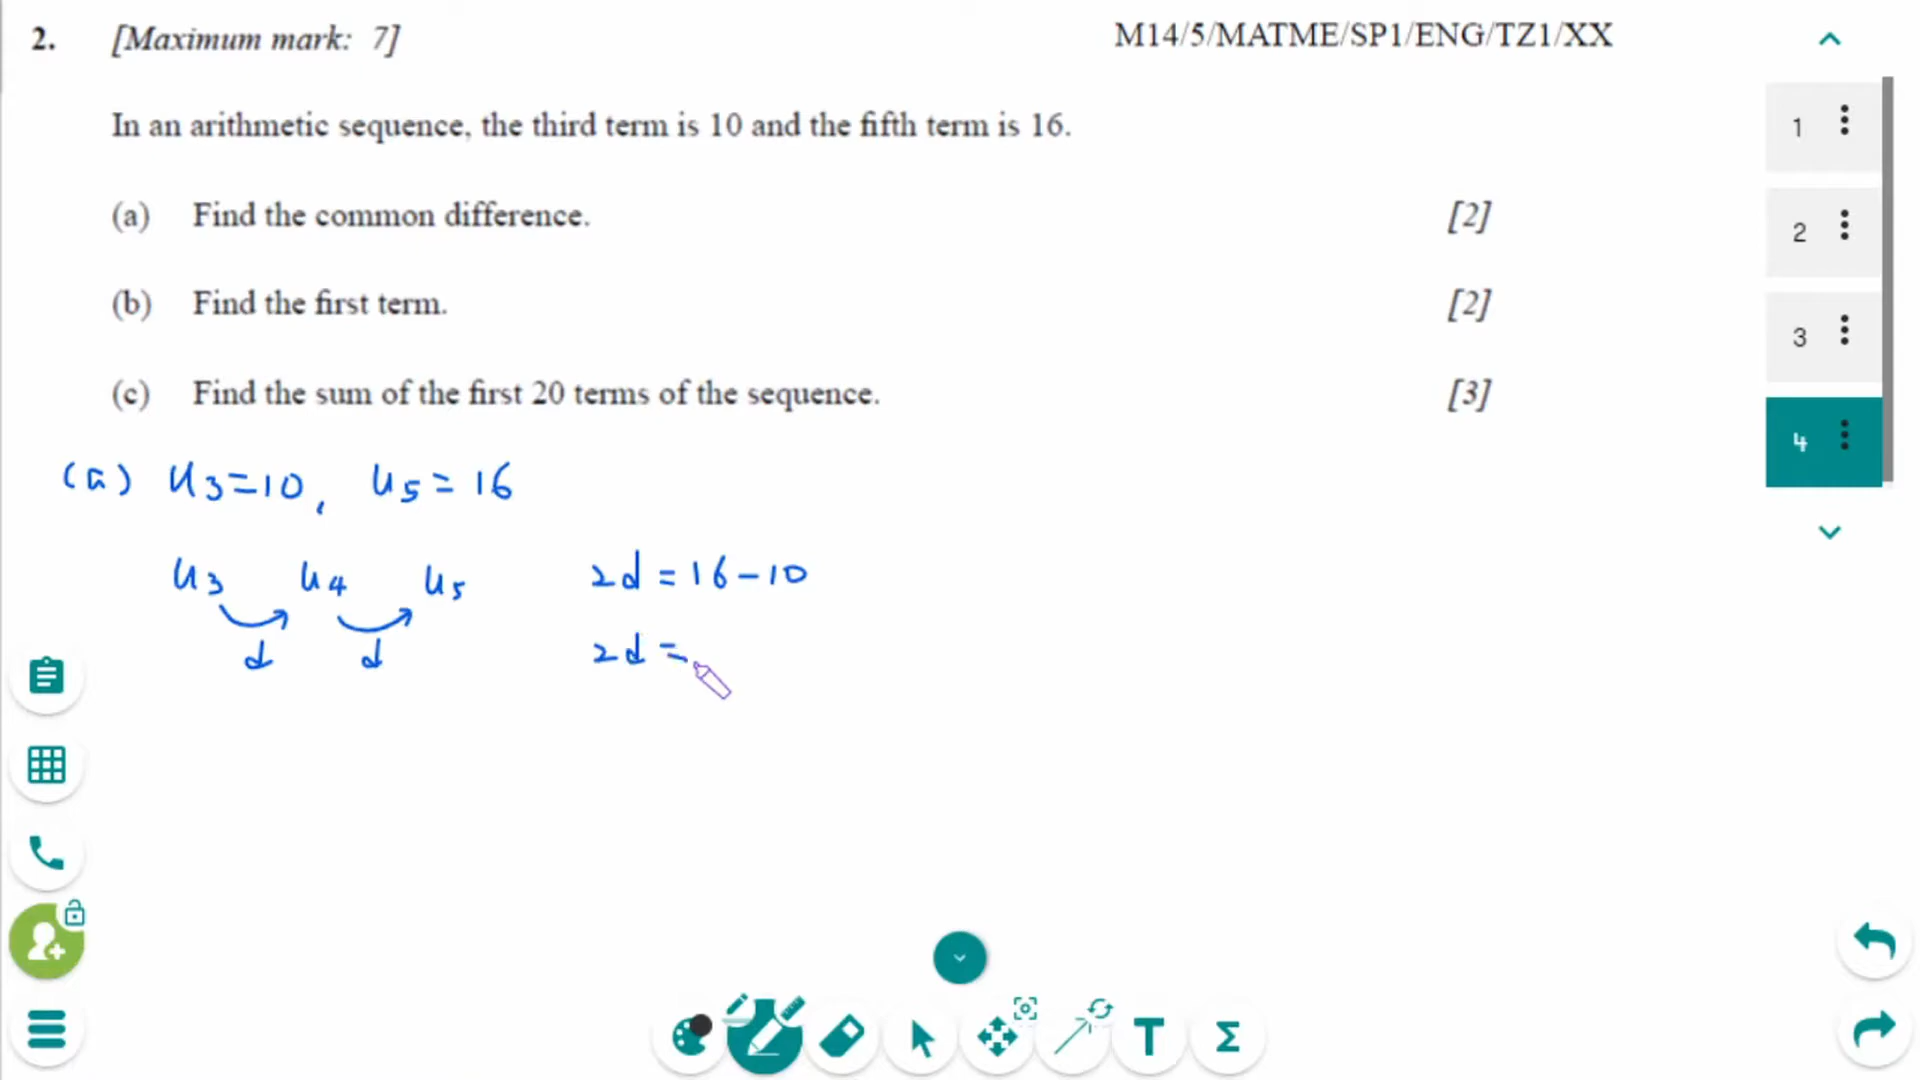 2. [Maximum mark: 7] M14/5/MATME/SP1/ENG/TZ1/XX
In an arithmetic sequence, the third term is 10 and the fifth term is 16.
(a) Find the common difference. [2]
(b) Find the first term. [2]
(c) Find the sum of the first 20 terms of the sequence. [3]
(a) u3=10, u5=16
u3 u4 u5 2d=16-10
d d 2d=
1
2
3
4
T Σ